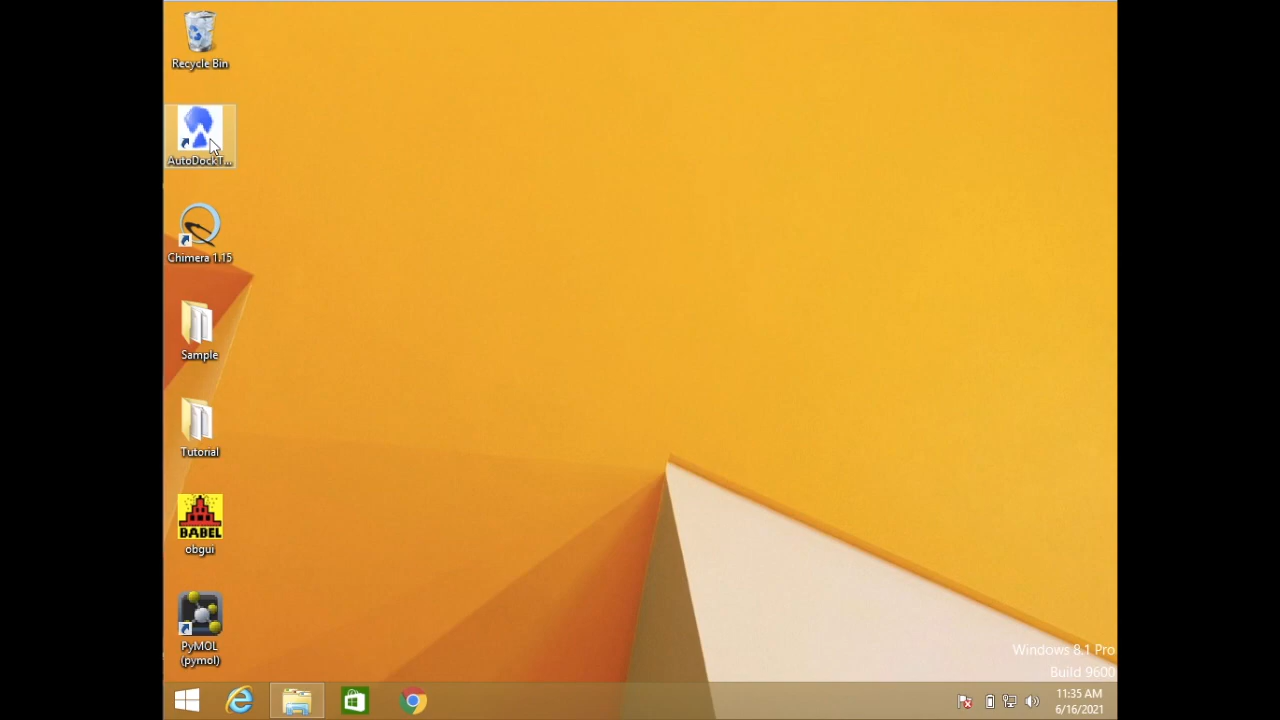 Recycle Bin
AutoDockT...
Chimera 1.15
Sample
Tutorial
BABEL
obgui
PyMOL
(pymol)
Windows 8.1 Pro
Build 9600
11:35 AM
6/16/2021